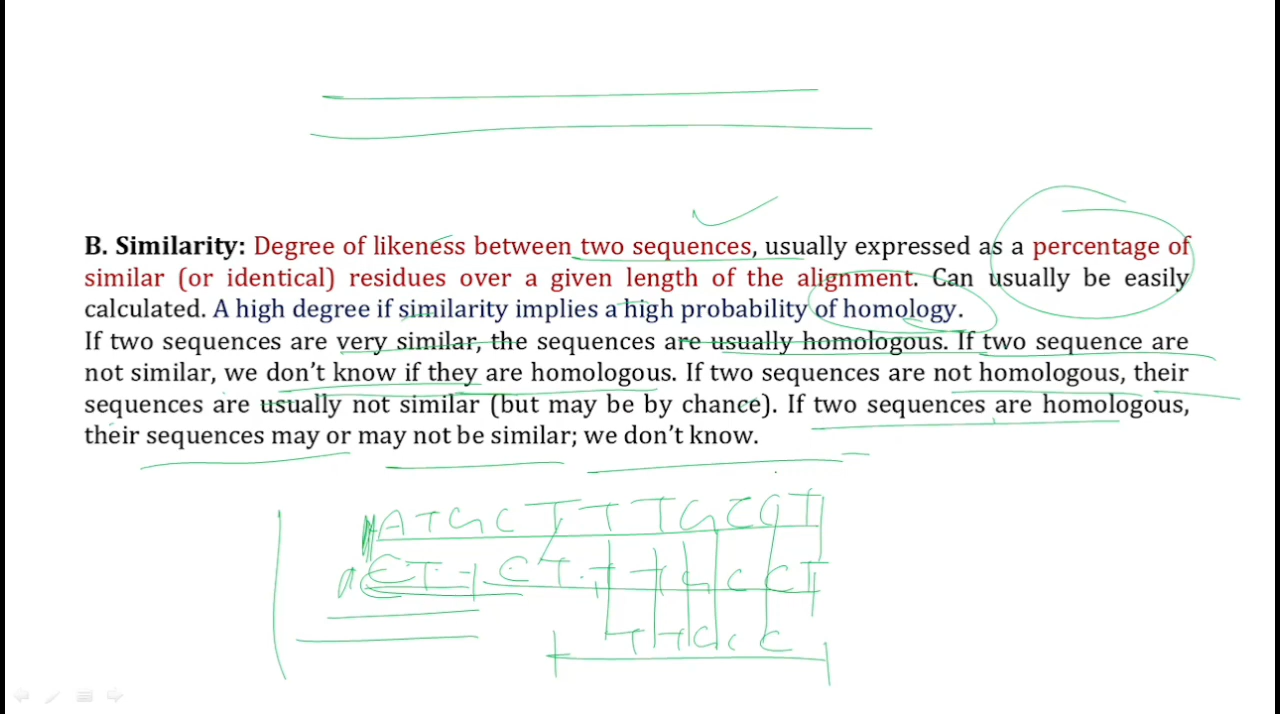 B. Similarity: Degree of likeness between two sequences, usually expressed as a percentage of
similar (or identical) residues over a given length of the alignment. Can usually be easily
calculated. A high degree if similarity implies a high probability of homology.
If two sequences are very similar, the sequences are usually homologous. If two sequence are
not similar, we don't know if they are homologous. If two sequences are not homologous, their
sequences are usually not similar (but may be by chance). If two sequences are homologous,
their sequences may or may not be similar; we don't know.
A T G C T T T G C
C T C T T T G C C T
T T G C C